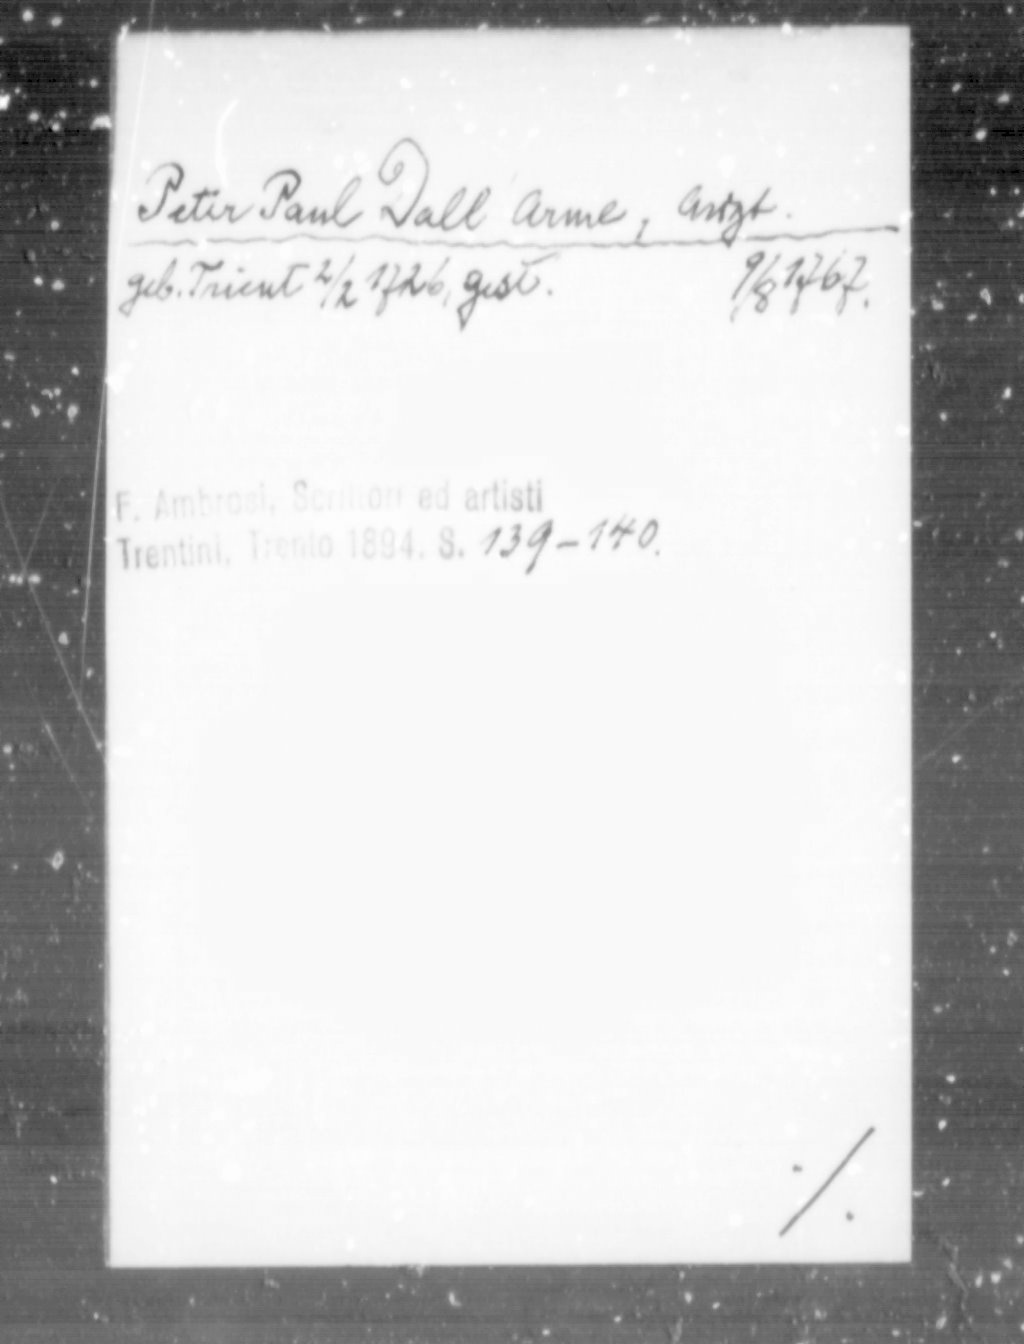 Peter Paul Dall Arme, Arzt.
geb. Trient 2/2 1726, gest. 9/8 1767.
F. Ambrosi, Scrittori ed artisti
Trentini, Trento 1894. S. 139-140.
./.